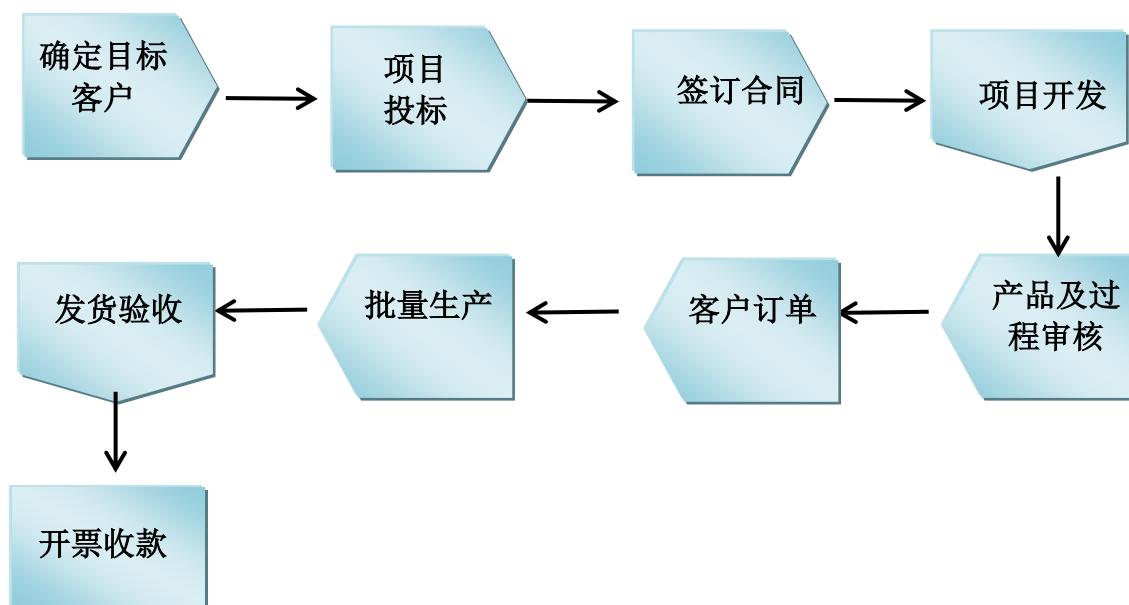 确定目标
客户
项目
投标
签订合同
项目开发
产品及过
程审核
客户订单
批量生产
发货验收
开票收款